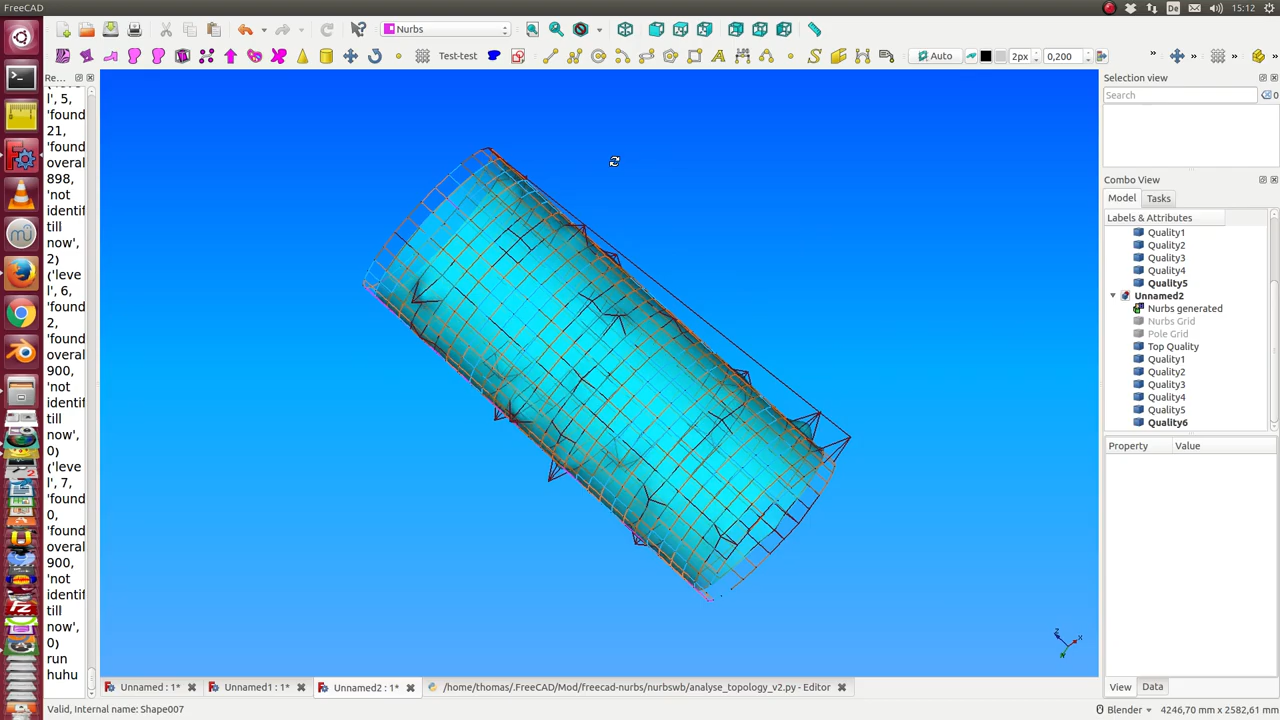 FreeCAD
De
15:12
Nurbs
Test-test
Auto
2px
0,200
»
»
»
»
Re...
('leve
l', 5,
'found
21,
'found
overal
898,
'not
identif
till
now',
2)
('leve
l', 6,
'found
2,
'found
overal
900,
'not
identif
till
now',
0)
('leve
l', 7,
'found
0,
'found
overal
900,
'not
identif
till
now',
0)
run
huhu
Selection view
Search
0
Combo View
Model
Tasks
Labels & Attributes
Quality1
Quality2
Quality3
Quality4
Quality5
Unnamed2
Nurbs generated
Nurbs Grid
Pole Grid
Top Quality
Quality1
Quality2
Quality3
Quality4
Quality5
Quality6
Property
Value
View
Data
Z
X
Unnamed : 1*
Unnamed1 : 1*
Unnamed2 : 1*
/home/thomas/.FreeCAD/Mod/freecad-nurbs/nurbswb/analyse_topology_v2.py - Editor
Valid, Internal name: Shape007
Blender
4246,70 mm x 2582,61 mm